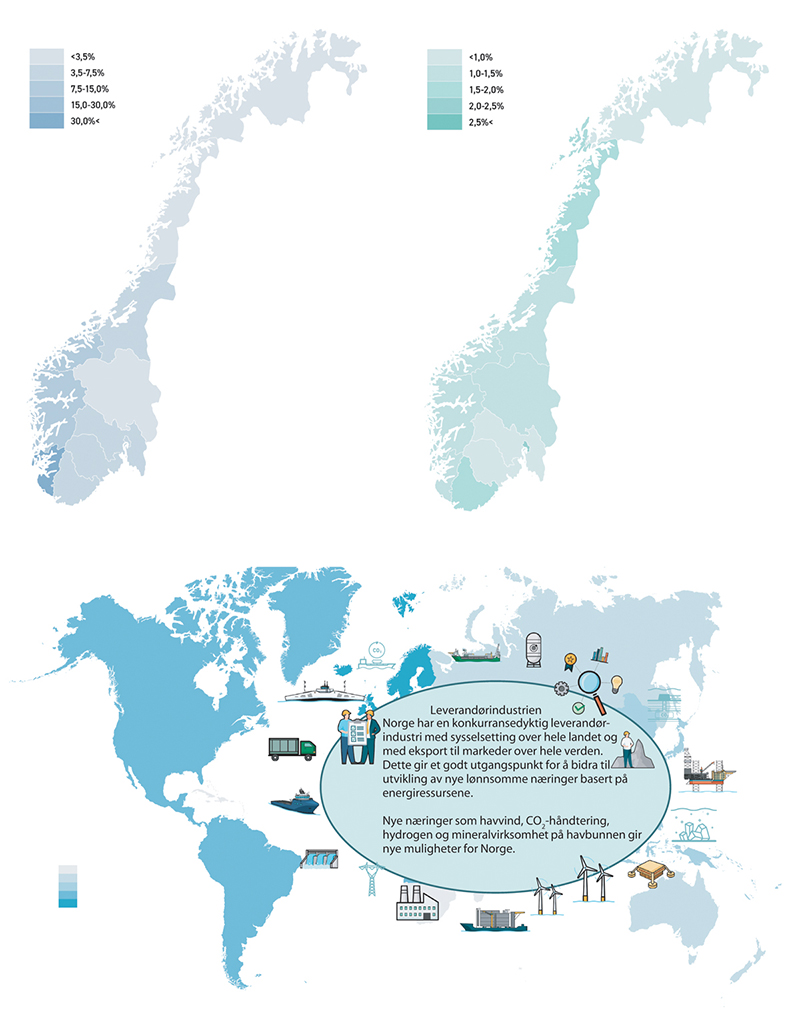 <3,5%
3,5-7,5%
7,5-15,0%
15,0-30,0%
30,0%<
<1,0%
1,0-1,5%
1,5-2,0%
2,0-2,5%
2,5%<
CO₂
Leverandørindustrien
Norge har en konkurransedyktig leverandør-
industri med sysselsetting over hele landet og
med eksport til markeder over hele verden.
Dette gir et godt utgangspunkt for å bidra til
utvikling av nye lønnsomme næringer basert på
energiressursene.
Nye næringer som havvind, CO₂-håndtering,
hydrogen og mineralvirksomhet på havbunnen gir
nye muligheter for Norge.